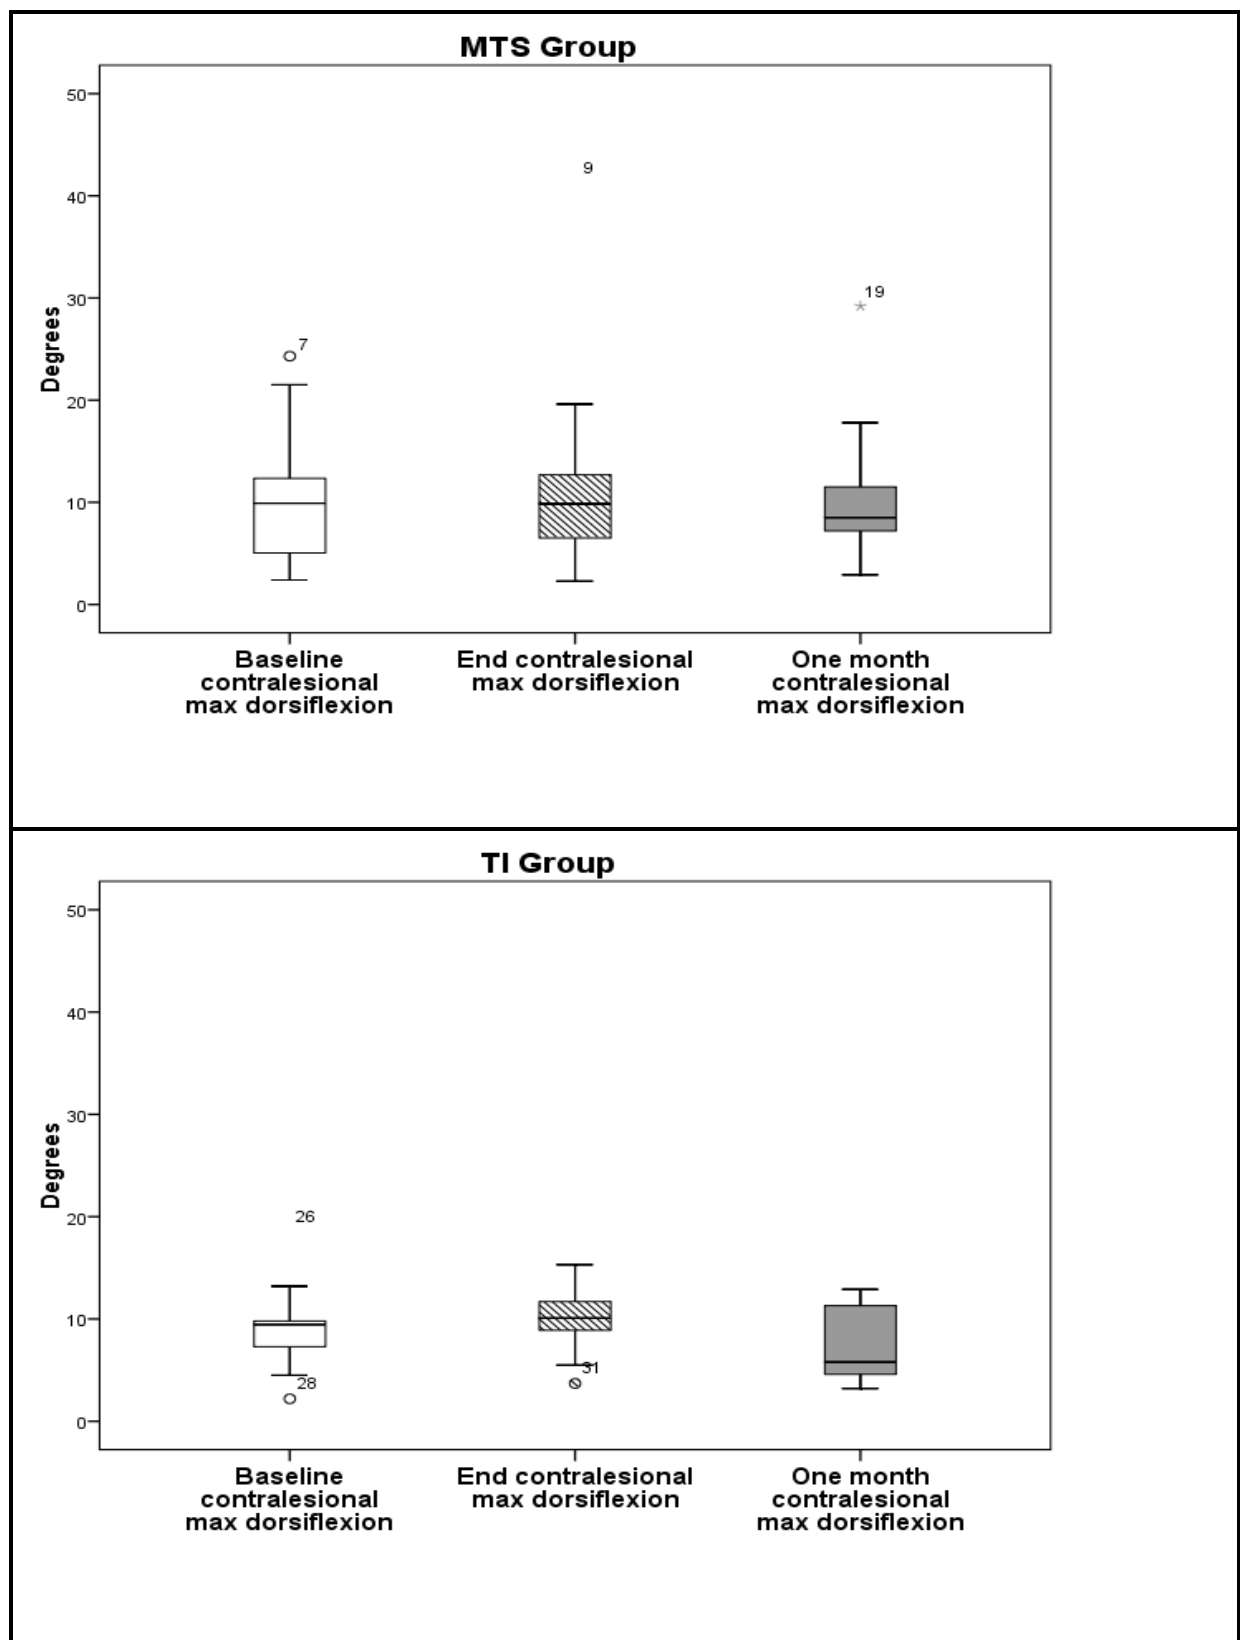 MTS Group
50
40
30
20
10
0
Degrees
7
9
19
Baseline
contralesional
max dorsiflexion
End contralesional
max dorsiflexion
One month
contralesional
max dorsiflexion
TI Group
50
40
30
20
10
0
Degrees
26
28
31
Baseline
contralesional
max dorsiflexion
End contralesional
max dorsiflexion
One month
contralesional
max dorsiflexion